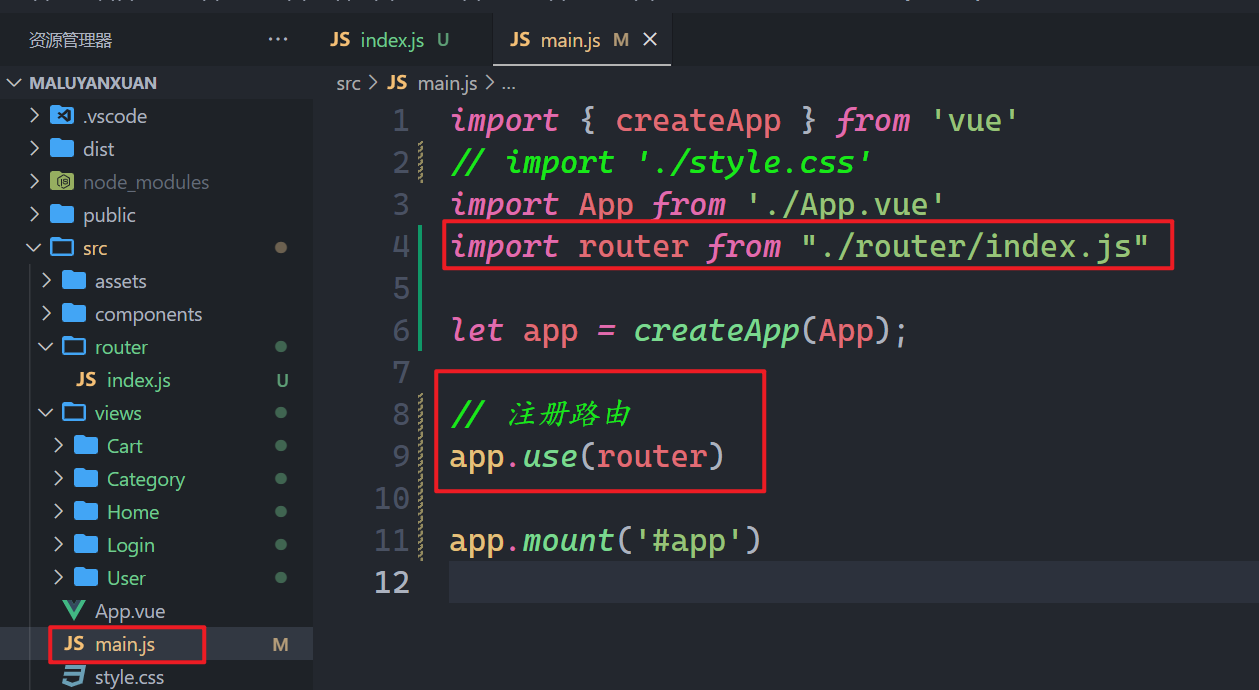 资源管理器 ...
MALUYANXUAN
.vscode
dist
node_modules
public
src
assets
components
router
JS index.js U
views
Cart
Category
Home
Login
User
App.vue
JS main.js M
style.css
JS index.js U JS main.js M
src > JS main.js > ...
1 import { createApp } from 'vue'
2 // import './style.css'
3 import App from './App.vue'
4 import router from "./router/index.js"
5
6 let app = createApp(App);
7
8 // 注册路由
9 app.use(router)
10
11 app.mount('#app')
12